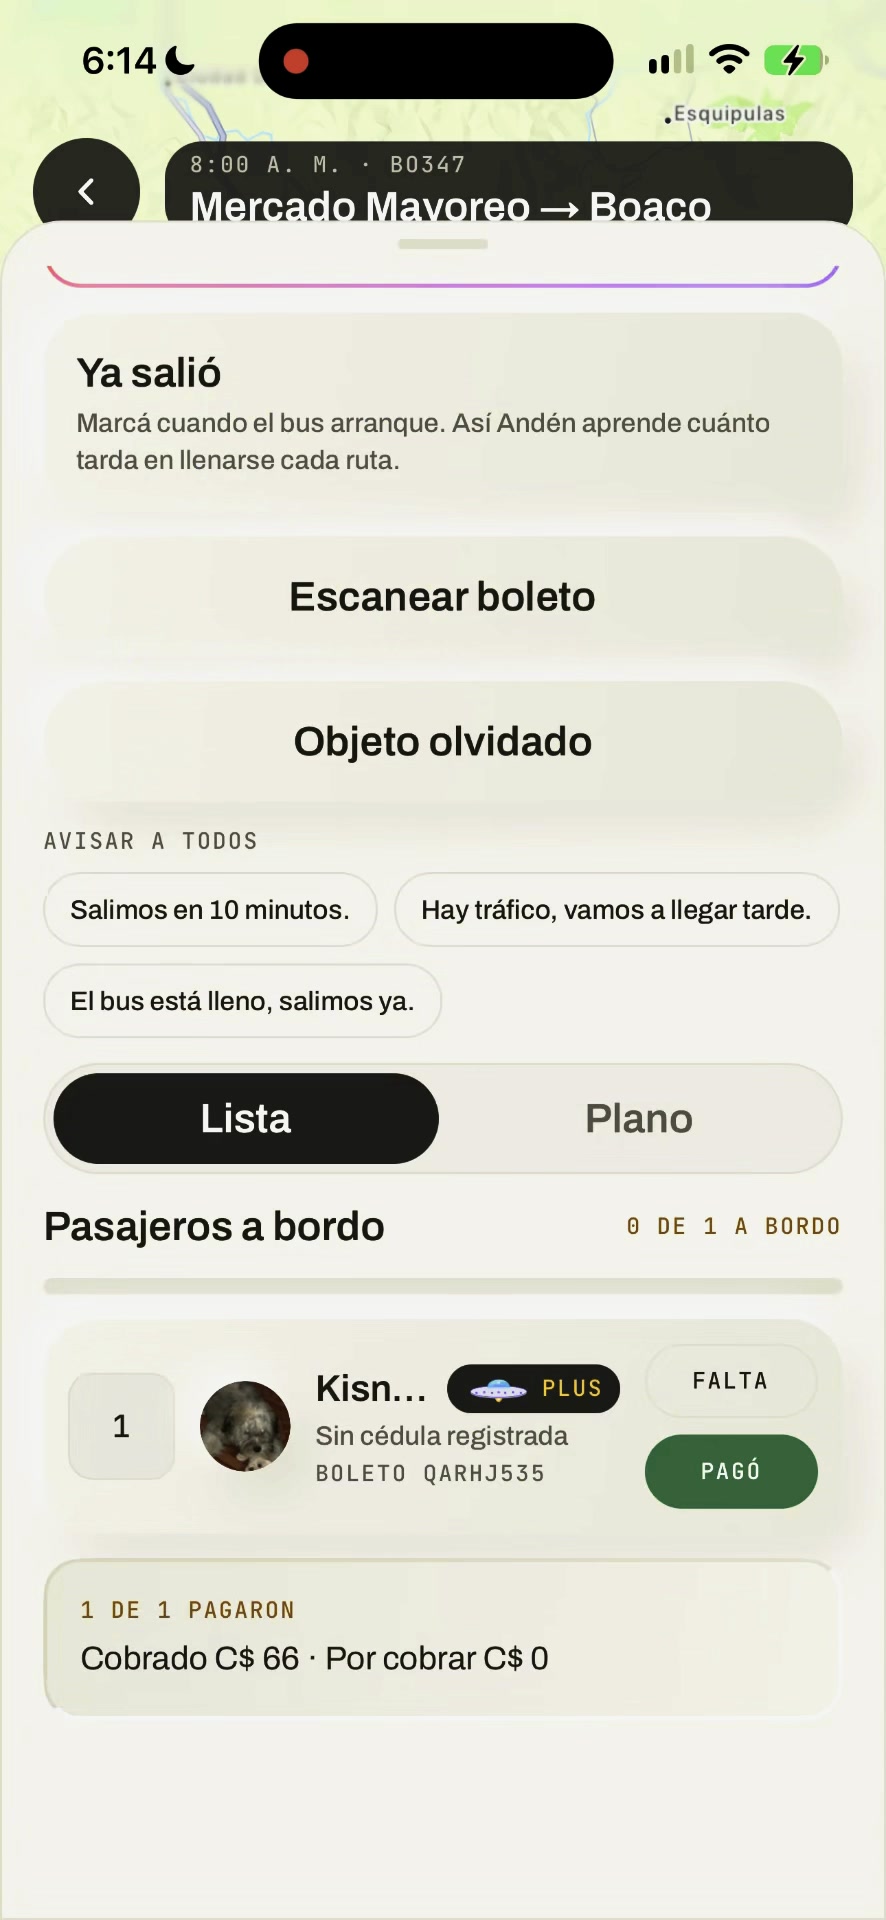 6:14
Esquipulas
8:00 A. M. · BO347
Mercado Mayoreo → Boaco
Ya salió
Marcá cuando el bus arranque. Así Andén aprende cuánto
tarda en llenarse cada ruta.
Escanear boleto
Objeto olvidado
AVISAR A TODOS
Salimos en 10 minutos.
Hay tráfico, vamos a llegar tarde.
El bus está lleno, salimos ya.
Lista
Plano
Pasajeros a bordo
0 DE 1 A BORDO
1
Kisn...
PLUS
Sin cédula registrada
BOLETO QARHJ535
FALTA
PAGÓ
1 DE 1 PAGARON
Cobrado C$ 66 · Por cobrar C$ 0